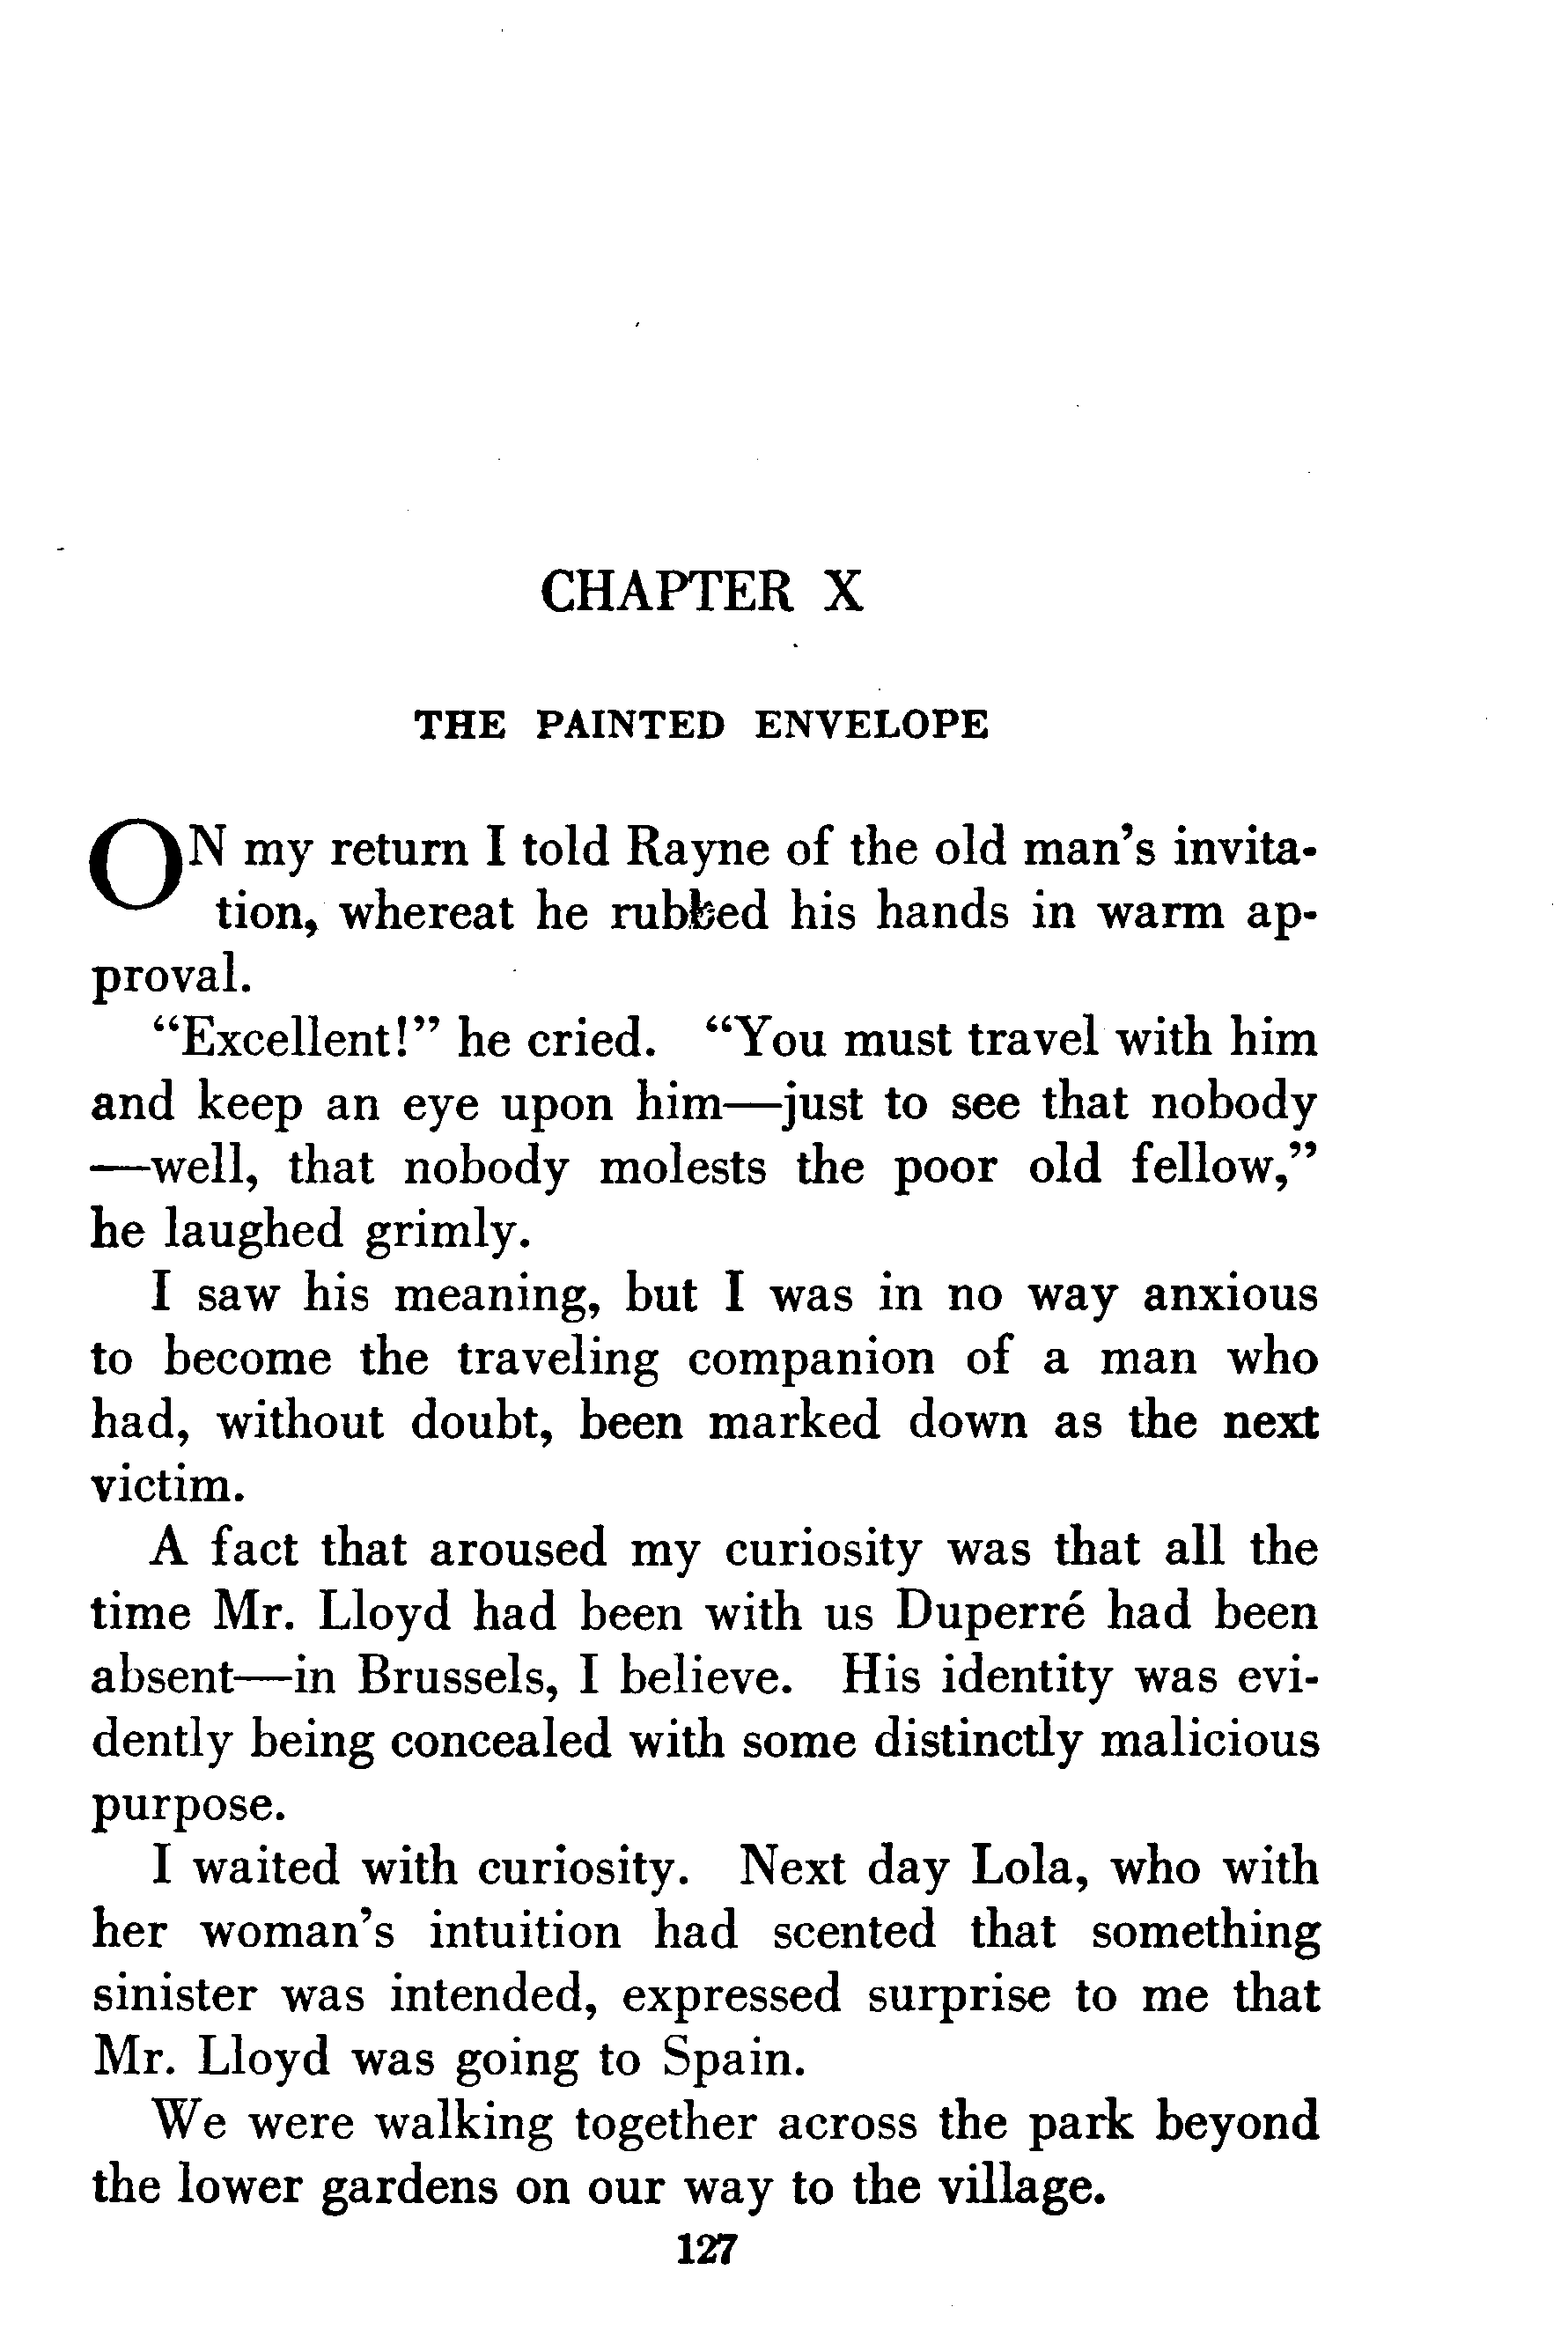 CHAPTER X
THE PAINTED ENVELOPE
ON my return I told Rayne of the old man's invita-
tion, whereat he rubbed his hands in warm ap-
proval.
“Excellent!” he cried. “You must travel with him
and keep an eye upon him—just to see that nobody
—well, that nobody molests the poor old fellow,”
he laughed grimly.
I saw his meaning, but I was in no way anxious
to become the traveling companion of a man who
had, without doubt, been marked down as the next
victim.
A fact that aroused my curiosity was that all the
time Mr. Lloyd had been with us Duperré had been
absent—in Brussels, I believe. His identity was evi-
dently being concealed with some distinctly malicious
purpose.
I waited with curiosity. Next day Lola, who with
her woman's intuition had scented that something
sinister was intended, expressed surprise to me that
Mr. Lloyd was going to Spain.
We were walking together across the park beyond
the lower gardens on our way to the village.
127